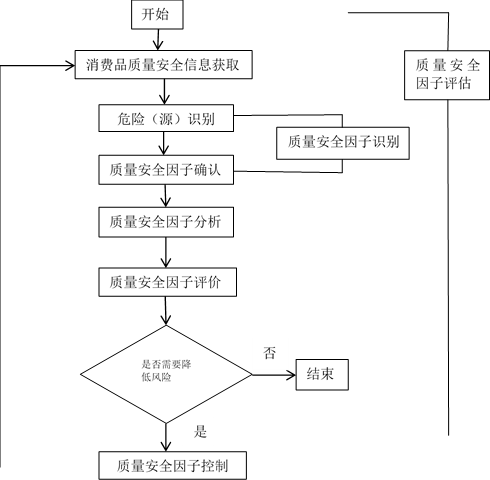 开始
消费品质量安全信息获取
质量安全
因子评估
危险（源）识别
质量安全因子识别
质量安全因子确认
质量安全因子分析
质量安全因子评价
是否需要降
低风险
否
结束
是
质量安全因子控制